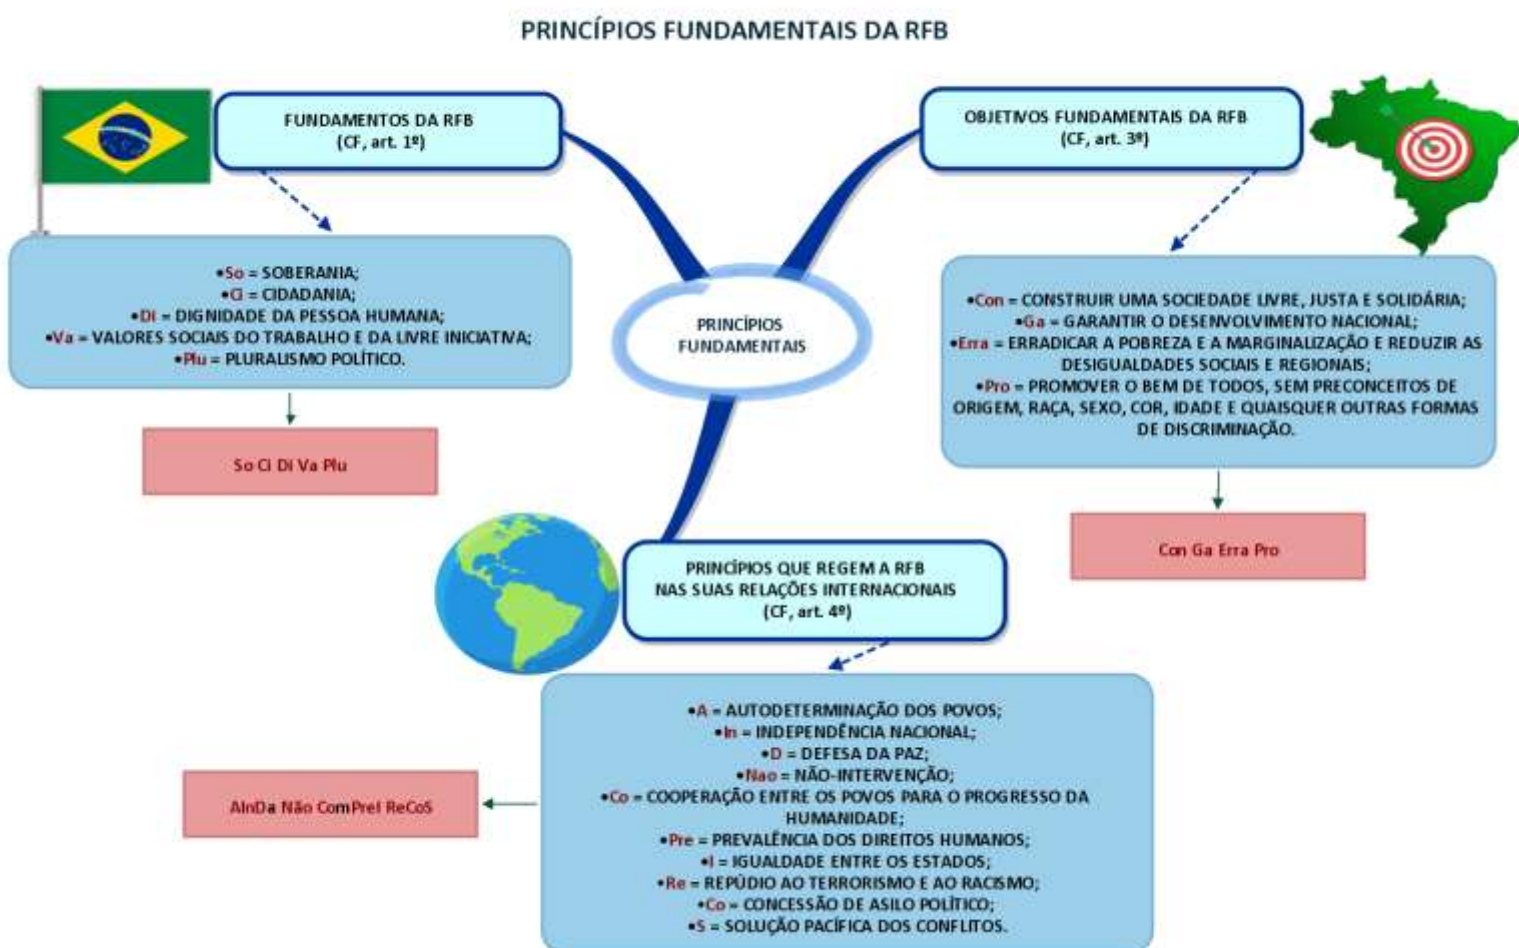 PRINCÍPIOS FUNDAMENTAIS DA RFB
FUNDAMENTOS DA RFB
(CF, art. 1º)
•So = SOBERANIA;
•Ci = CIDADANIA;
•Di = DIGNIDADE DA PESSOA HUMANA;
•Va = VALORES SOCIAIS DO TRABALHO E DA LIVRE INICIATIVA;
•Plu = PLURALISMO POLÍTICO.
So Ci Di Va Plu
OBJETIVOS FUNDAMENTAIS DA RFB
(CF, art. 3º)
•Con = CONSTRUIR UMA SOCIEDADE LIVRE, JUSTA E SOLIDÁRIA;
•Ga = GARANTIR O DESENVOLVIMENTO NACIONAL;
•Erra = ERRADICAR A POBREZA E A MARGINALIZAÇÃO E REDUZIR AS
DESIGUALDADES SOCIAIS E REGIONAIS;
•Pro = PROMOVER O BEM DE TODOS, SEM PRECONCEITOS DE
ORIGEM, RAÇA, SEXO, COR, IDADE E QUAISQUER OUTRAS FORMAS
DE DISCRIMINAÇÃO.
Con Ga Erra Pro
PRINCÍPIOS
FUNDAMENTAIS
PRINCÍPIOS QUE REGEM A RFB
NAS SUAS RELAÇÕES INTERNACIONAIS
(CF, art. 4º)
•A = AUTODETERMINAÇÃO DOS POVOS;
•In = INDEPENDÊNCIA NACIONAL;
•D = DEFESA DA PAZ;
•Nao = NÃO-INTERVENÇÃO;
•Co = COOPERAÇÃO ENTRE OS POVOS PARA O PROGRESSO DA
HUMANIDADE;
•Pre = PREVALÊNCIA DOS DIREITOS HUMANOS;
•I = IGUALDADE ENTRE OS ESTADOS;
•Re = REPÚDIO AO TERRORISMO E AO RACISMO;
•Co = CONCESSÃO DE ASILO POLÍTICO;
•S = SOLUÇÃO PACÍFICA DOS CONFLITOS.
AInDa Não ComPreI ReCoS